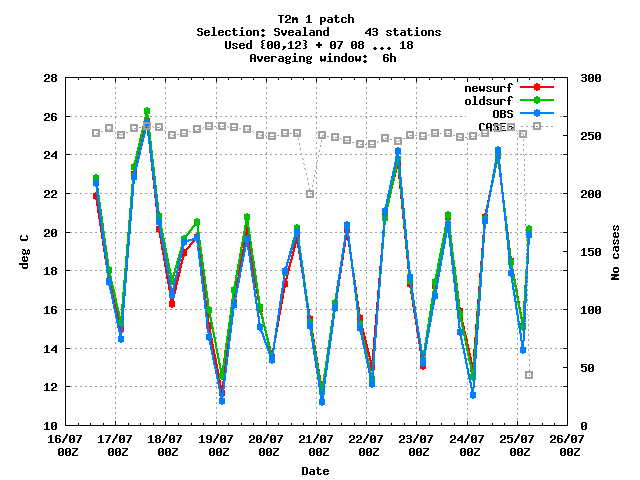 T2m 1 patch
Selection: Svealand 43 stations
Used {00,12} + 07 08 ... 18
Averaging window: 6h
newsurf
oldsurf
OBS
CASES
deg C
28
26
24
22
20
18
16
14
12
10
No cases
300
250
200
150
100
50
0
16/07 00Z
17/07 00Z
18/07 00Z
19/07 00Z
20/07 00Z
21/07 00Z
22/07 00Z
23/07 00Z
24/07 00Z
25/07 00Z
26/07 00Z
Date